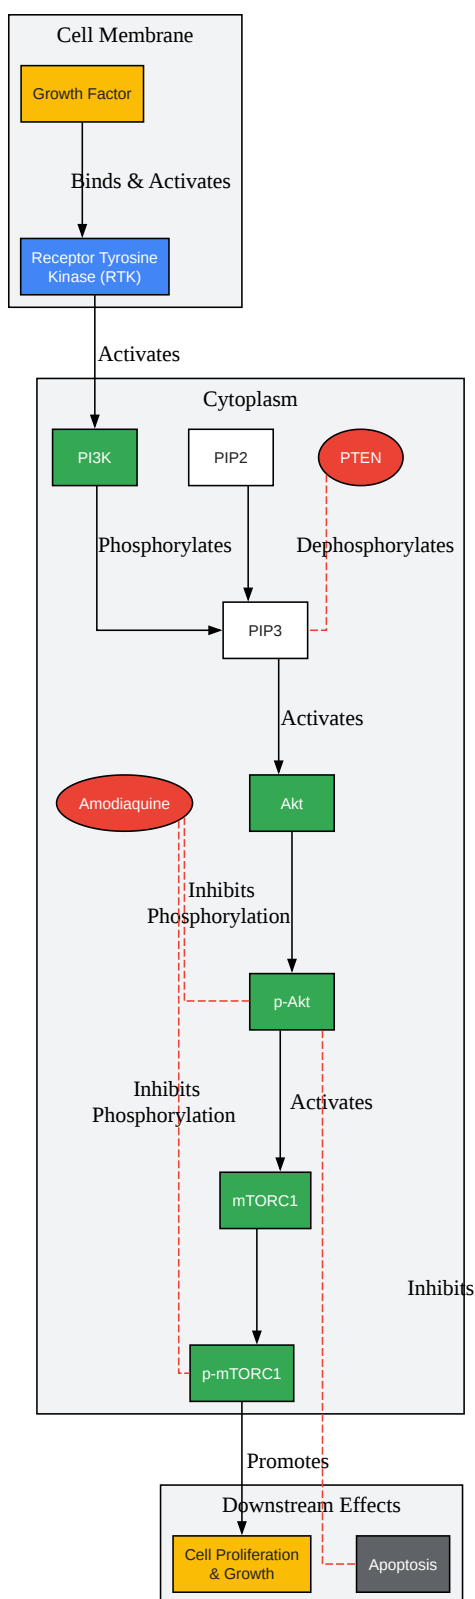 Cell Membrane
Growth Factor
Binds & Activates
Receptor Tyrosine
Kinase (RTK)
Activates
Cytoplasm
PI3K
PIP2
PTEN
Phosphorylates
Dephosphorylates
PIP3
Activates
Amodiaquine
Akt
Inhibits
Phosphorylation
p-Akt
Inhibits
Phosphorylation
Activates
mTORC1
Inhibits
p-mTORC1
Promotes
Downstream Effects
Cell Proliferation
& Growth
Apoptosis